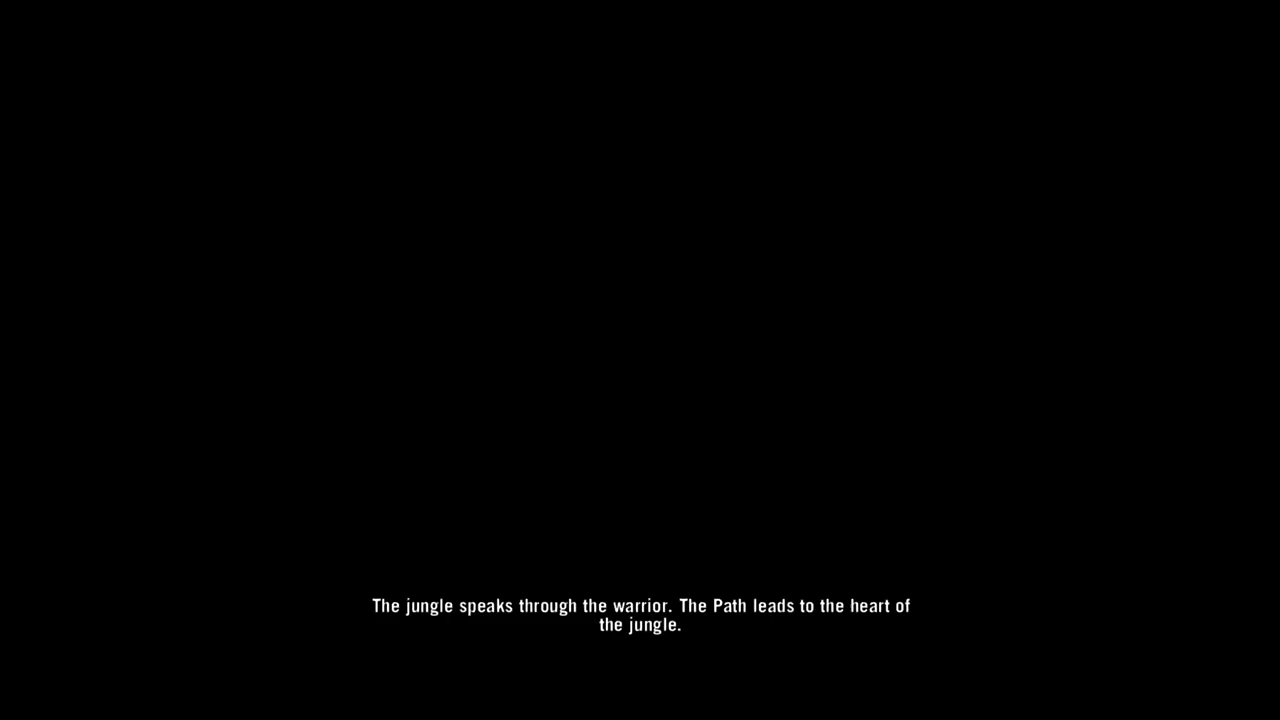 The jungle speaks through the warrior. The Path leads to the heart of
the jungle.